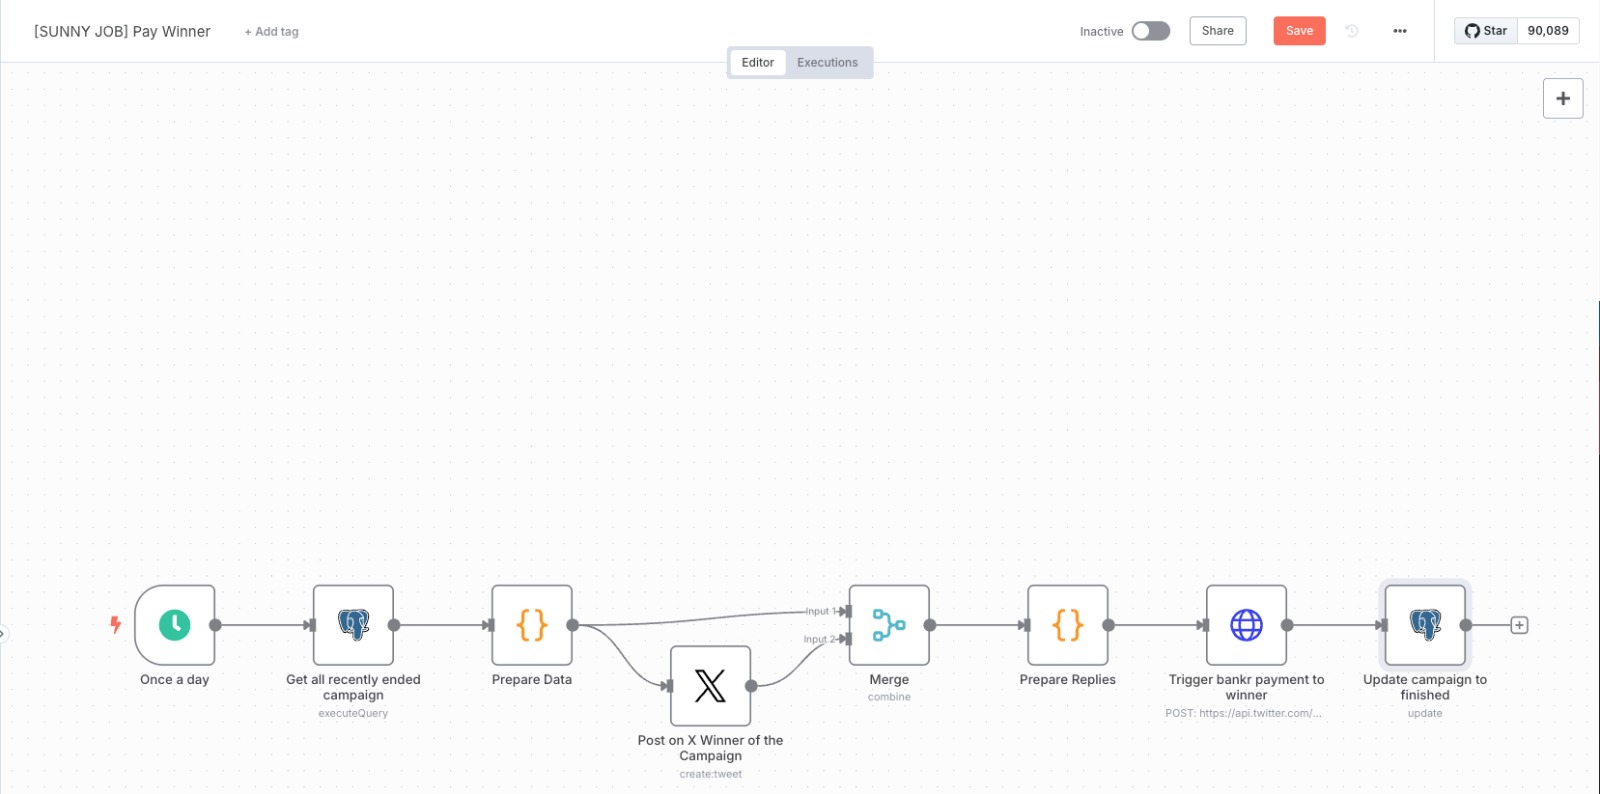 [SUNNY JOB] Pay Winner
+ Add tag
Inactive
Share
Save
Star
90,089
Editor
Executions
Input 1
Input 2
Once a day
Get all recently ended
campaign
executeQuery
Prepare Data
Post on X Winner of the
Campaign
create:tweet
Merge
combine
Prepare Replies
Trigger bankr payment to
winner
POST: https://api.twitter.com/...
Update campaign to
finished
update